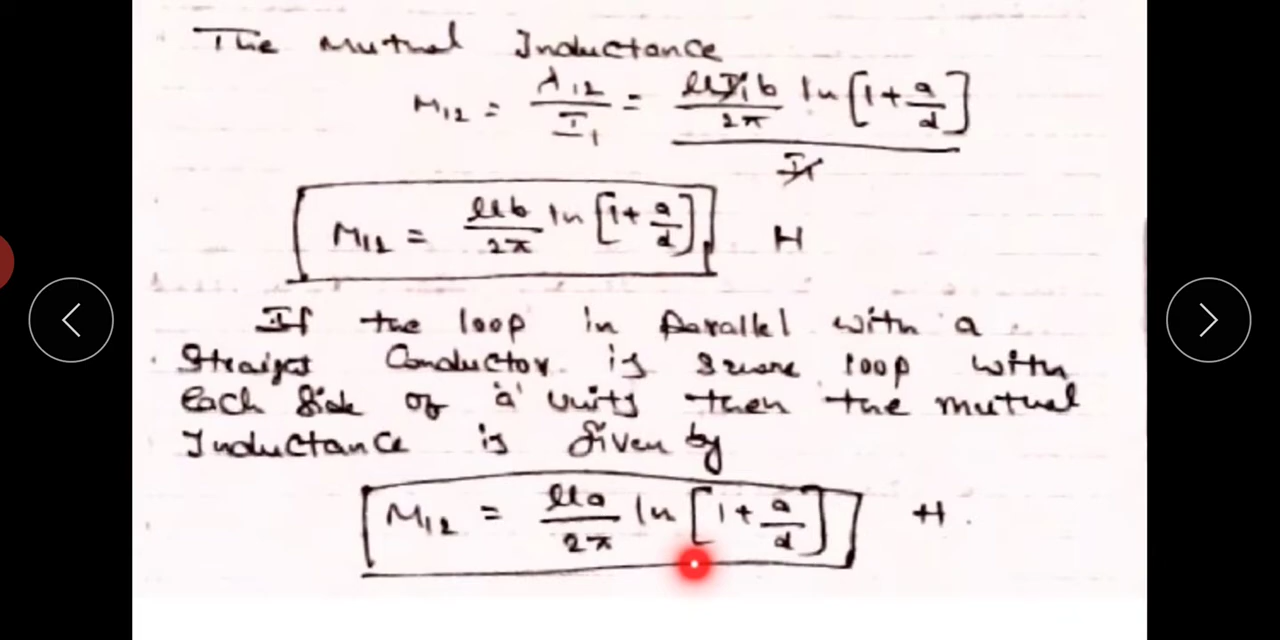 The Mutual Inductance
M₁₂ = λ₁₂/I₁ = (μI₁b/2π ln[1+a/d])/I₁
M₁₂ = μb/2π ln[1+a/d] H
If the loop in parallel with a
Straight Conductor is square loop with
each side of 'a' units then the mutual
Inductance is given by
M₁₂ = μa/2π ln[1+a/d] H.